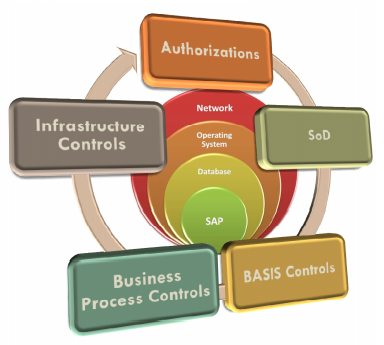 Authorizations
Network
Infrastructure
Controls
Operating
System
SoD
Database
SAP
Business
Process Controls
BASIS Controls